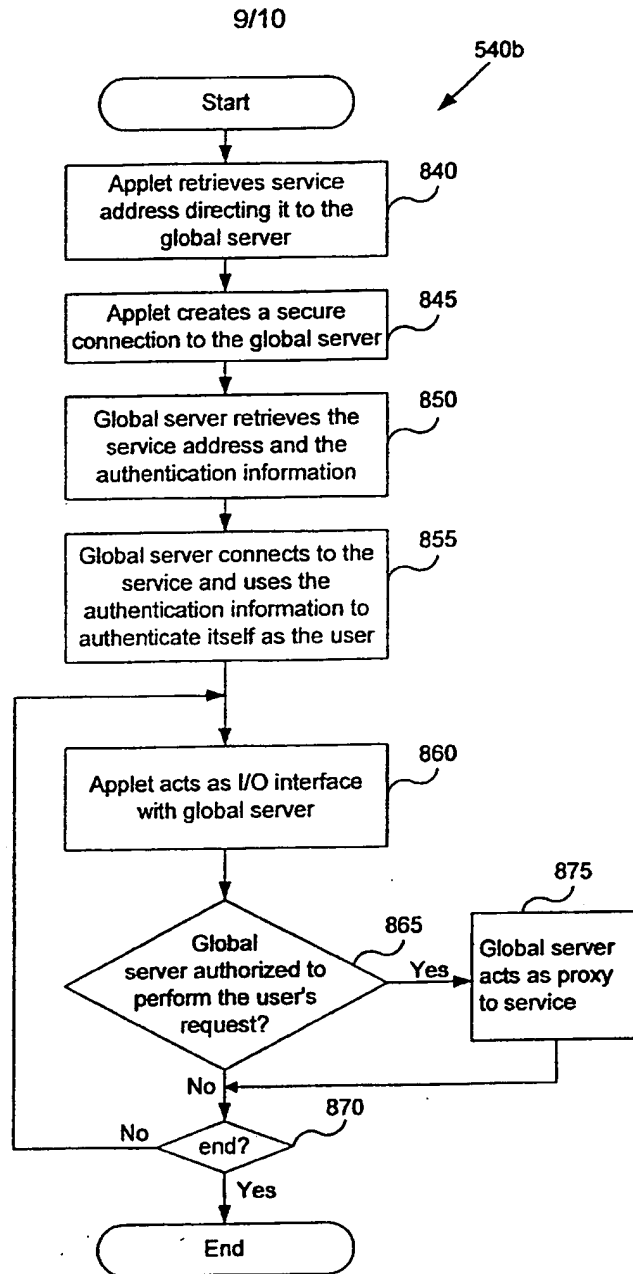 9/10
540b
Start
Applet retrieves service
address directing it to the
global server
840
Applet creates a secure
connection to the global server
845
Global server retrieves the
service address and the
authentication information
850
Global server connects to the
service and uses the
authentication information to
authenticate itself as the user
855
Applet acts as I/O interface
with global server
860
Global
server authorized to
perform the user's
request?
865
Yes
875
Global server
acts as proxy
to service
No
end?
870
No
Yes
End